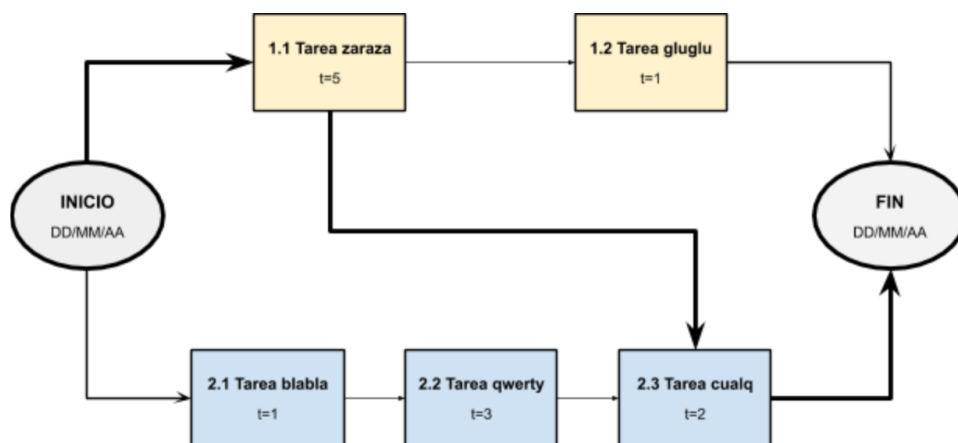 1.1 Tarea zaraza
t=5
1.2 Tarea gluglu
t=1
INICIO
DD/MM/AA
FIN
DD/MM/AA
2.1 Tarea blabla
t=1
2.2 Tarea qwerty
t=3
2.3 Tarea cualq
t=2